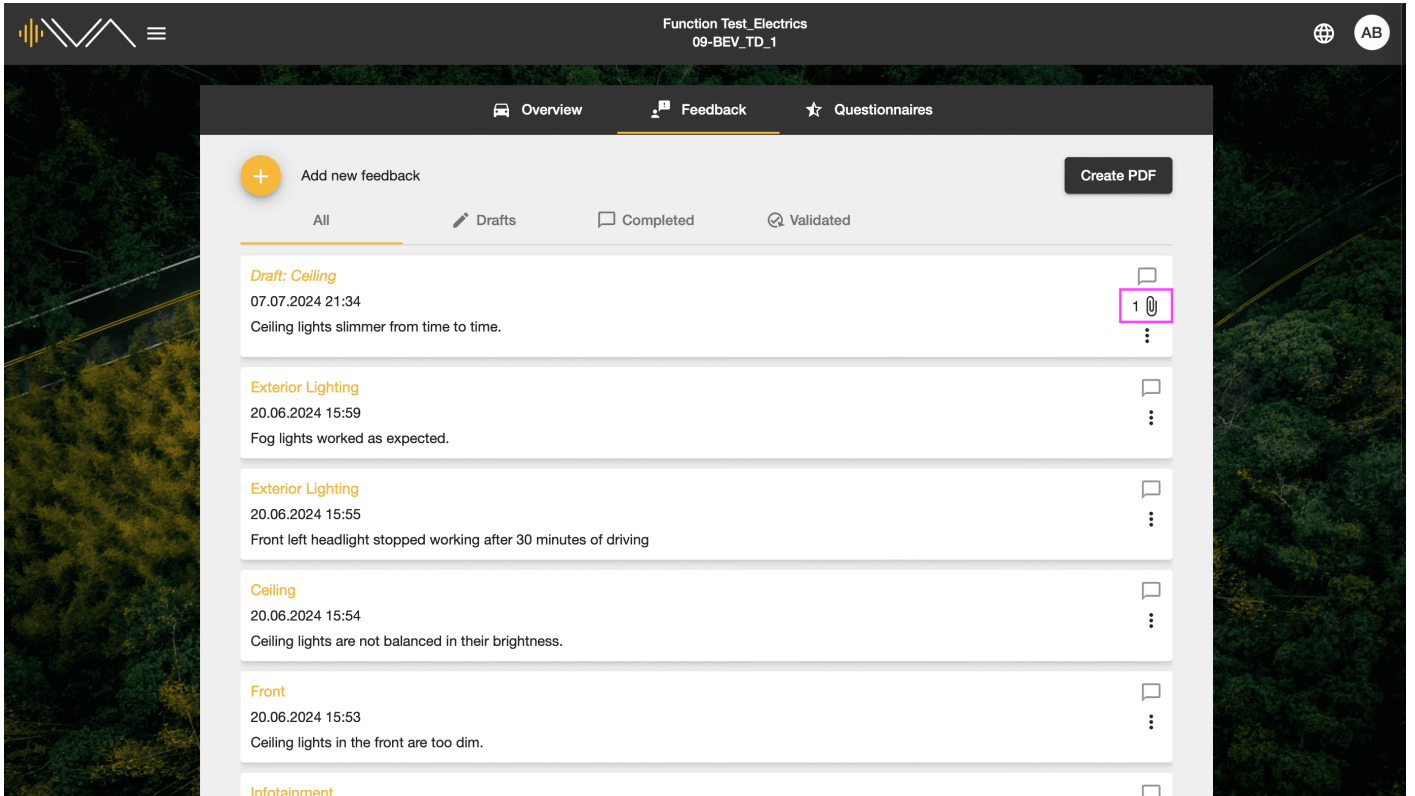 Function Test_Electrics
09-BEV_TD_1
AB
Overview
Feedback
Questionnaires
Add new feedback
Create PDF
All
Drafts
Completed
Validated
Draft: Ceiling
07.07.2024 21:34
1
Ceiling lights slimmer from time to time.
Exterior Lighting
20.06.2024 15:59
Fog lights worked as expected.
Exterior Lighting
20.06.2024 15:55
Front left headlight stopped working after 30 minutes of driving
Ceiling
20.06.2024 15:54
Ceiling lights are not balanced in their brightness.
Front
20.06.2024 15:53
Ceiling lights in the front are too dim.
Infotainment